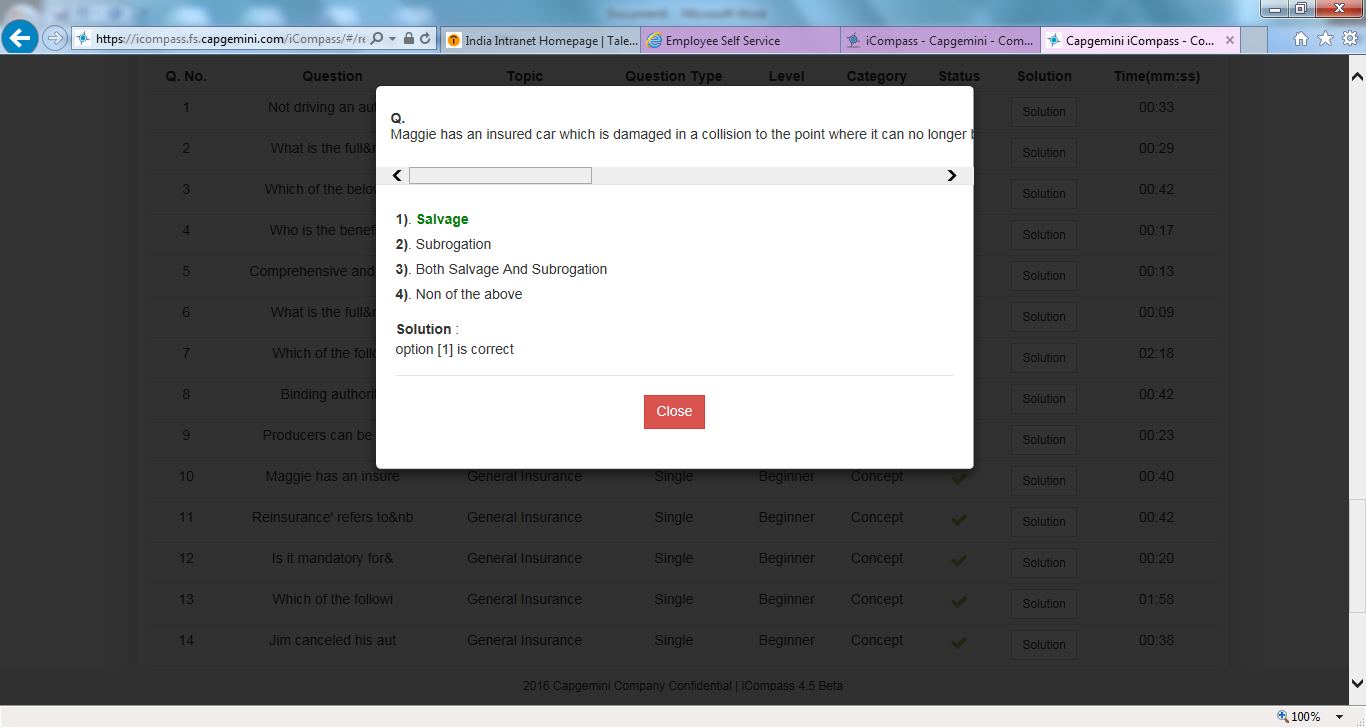 https://icompass.fs.capgemini.com/iCompass/#/re
India Intranet Homepage | Tale...
Employee Self Service
iCompass - Capgemini - Com...
Capgemini iCompass - Co...
Q. No. Question Topic Question Type Level Category Status Solution Time(mm:ss)
1 Not driving an au Solution 00:33
2 What is the full&n Solution 00:29
3 Which of the belo Solution 00:42
4 Who is the benef Solution 00:17
5 Comprehensive and Solution 00:13
6 What is the full&n Solution 00:09
7 Which of the foll Solution 02:18
8 Binding authori Solution 00:42
9 Producers can be Solution 00:23
Q.
Maggie has an insured car which is damaged in a collision to the point where it can no longer
1). Salvage
2). Subrogation
3). Both Salvage And Subrogation
4). Non of the above
Solution :
option [1] is correct
Close
10 Maggie has an insure General Insurance Single Beginner Concept Solution 00:40
11 Reinsurance' refers to&nb General Insurance Single Beginner Concept Solution 00:42
12 Is it mandatory for& General Insurance Single Beginner Concept Solution 00:20
13 Which of the followi General Insurance Single Beginner Concept Solution 01:58
14 Jim canceled his aut General Insurance Single Beginner Concept Solution 00:38
2016 Capgemini Company Confidential | iCompass 4.5 Beta
100%